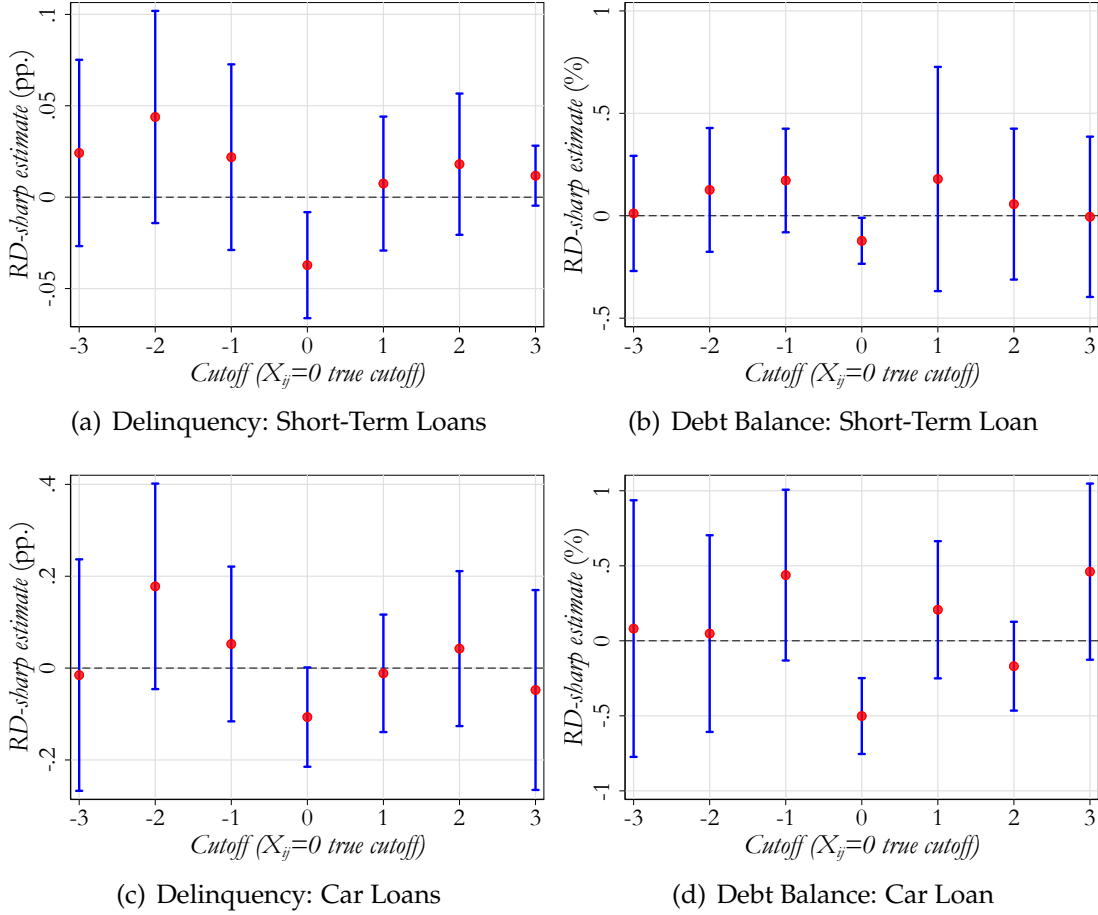 RD-sharp estimate (pp.)
.1
.05
0
-.05
-3 -2 -1 0 1 2 3
Cutoff (X_ij=0 true cutoff)
(a) Delinquency: Short-Term Loans
RD-sharp estimate (%)
1
.5
0
-.5
-3 -2 -1 0 1 2 3
Cutoff (X_ij=0 true cutoff)
(b) Debt Balance: Short-Term Loan
RD-sharp estimate (pp.)
.4
.2
0
-.2
-3 -2 -1 0 1 2 3
Cutoff (X_ij=0 true cutoff)
(c) Delinquency: Car Loans
RD-sharp estimate (%)
1
.5
0
-.5
-1
-3 -2 -1 0 1 2 3
Cutoff (X_ij=0 true cutoff)
(d) Debt Balance: Car Loan